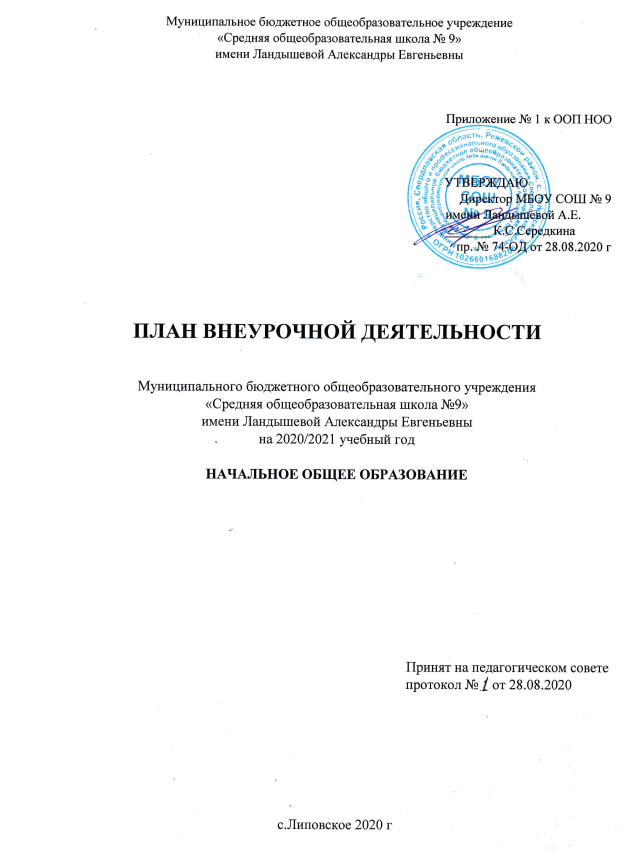 Муниципальное бюджетное общеобразовательное учреждение
«Средняя общеобразовательная школа № 9»
имени Ландышевой Александры Евгеньевны
Приложение № 1 к ООП НОО
УТВЕРЖДАЮ
Директор МБОУ СОШ № 9
имени Ландышевой А.Е.
К.С.Середкина
пр. № 74-ОД от 28.08.2020 г
МБОУ
СОШ
ПЛАН ВНЕУРОЧНОЙ ДЕЯТЕЛЬНОСТИ
Муниципального бюджетного общеобразовательного учреждения
«Средняя общеобразовательная школа №9»
имени Ландышевой Александры Евгеньевны
на 2020/2021 учебный год
НАЧАЛЬНОЕ ОБЩЕЕ ОБРАЗОВАНИЕ
Принят на педагогическом совете
протокол № 1 от 28.08.2020
с.Липовское 2020 г